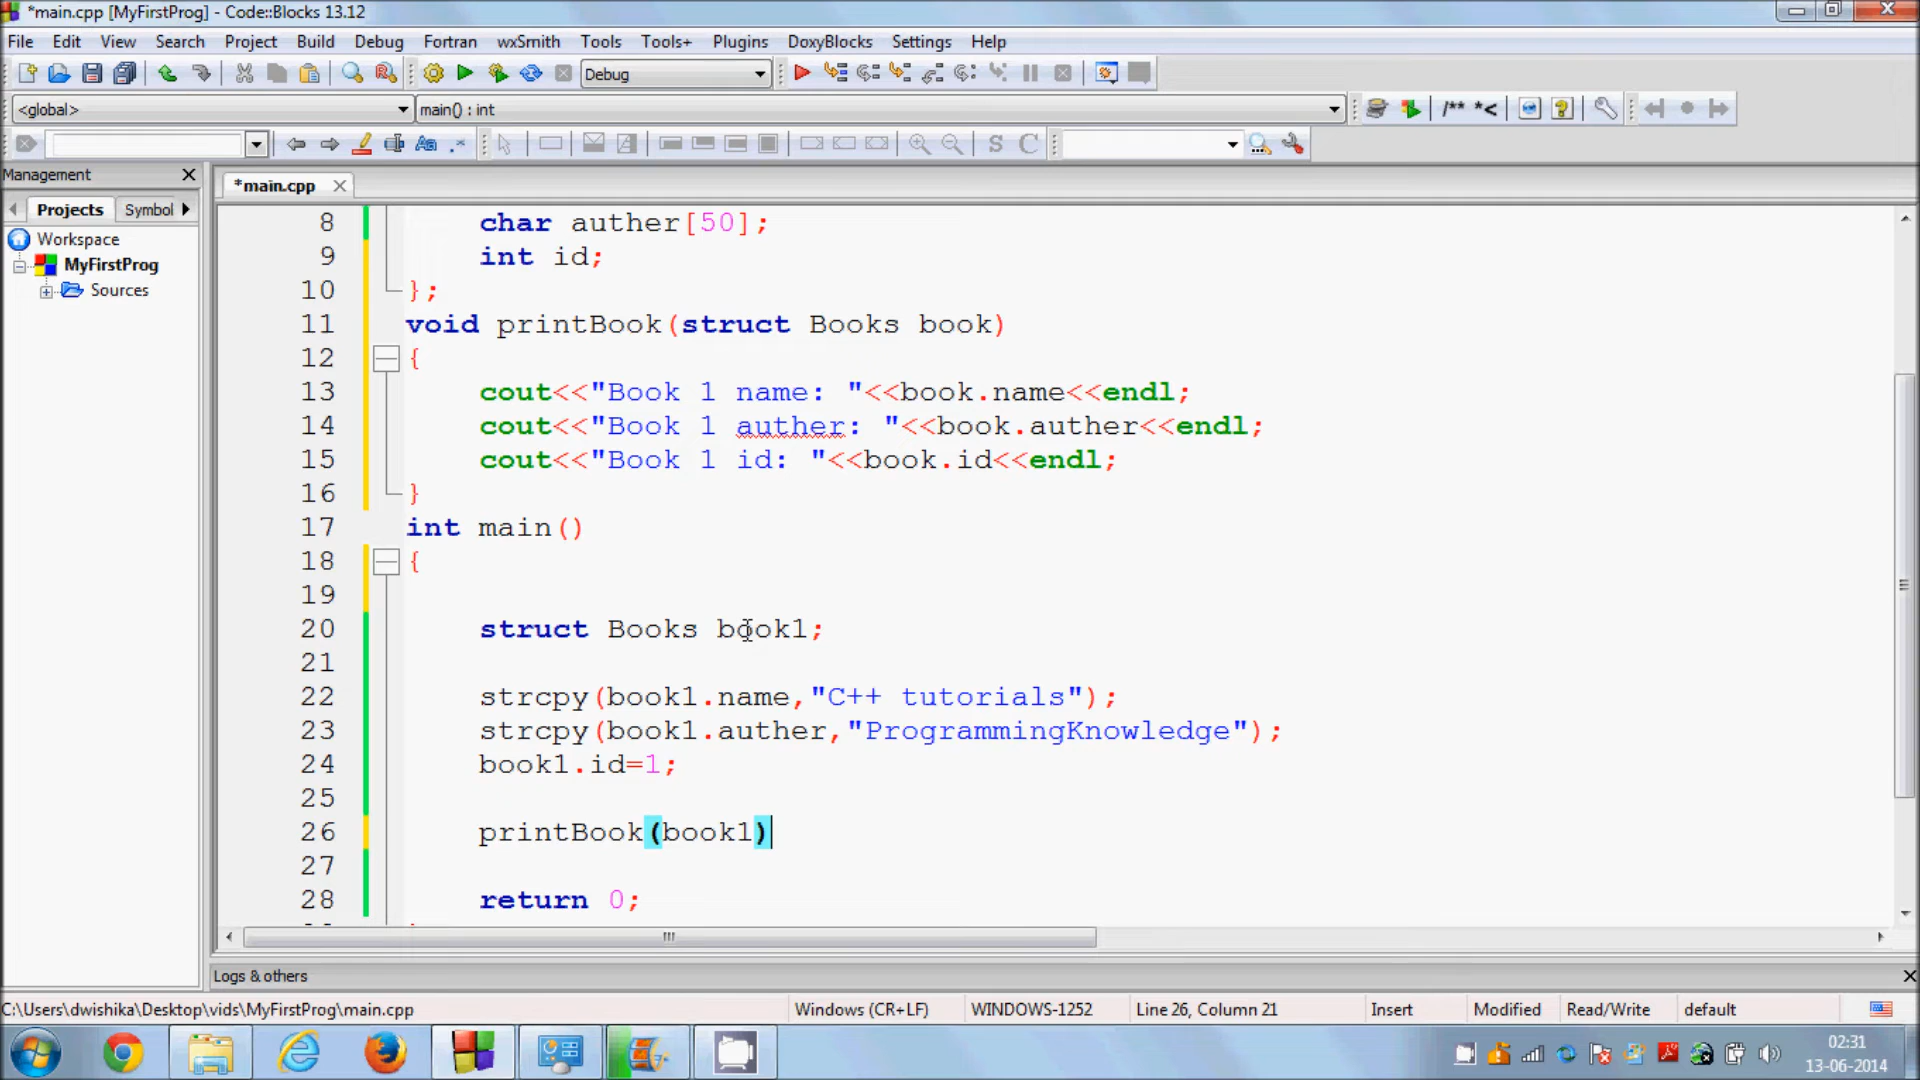 *main.cpp [MyFirstProg] - Code::Blocks 13.12
File Edit View Search Project Build Debug Fortran wxSmith Tools Tools+ Plugins DoxyBlocks Settings Help
Debug
<global> main() : int /** *<
S C
Management
*main.cpp
Projects Symbol
Workspace
MyFirstProg
Sources
8 char auther[50];
9 int id;
10 };
11 void printBook(struct Books book)
12 {
13 cout<<"Book 1 name: "<<book.name<<endl;
14 cout<<"Book 1 auther: "<<book.auther<<endl;
15 cout<<"Book 1 id: "<<book.id<<endl;
16 }
17 int main()
18 {
19
20 struct Books book1;
21
22 strcpy(book1.name,"C++ tutorials");
23 strcpy(book1.auther,"ProgrammingKnowledge");
24 book1.id=1;
25
26 printBook(book1)
27
28 return 0;
Logs & others
C:\Users\dwishika\Desktop\vids\MyFirstProg\main.cpp Windows (CR+LF) WINDOWS-1252 Line 26, Column 21 Insert Modified Read/Write default
02:31
13-06-2014